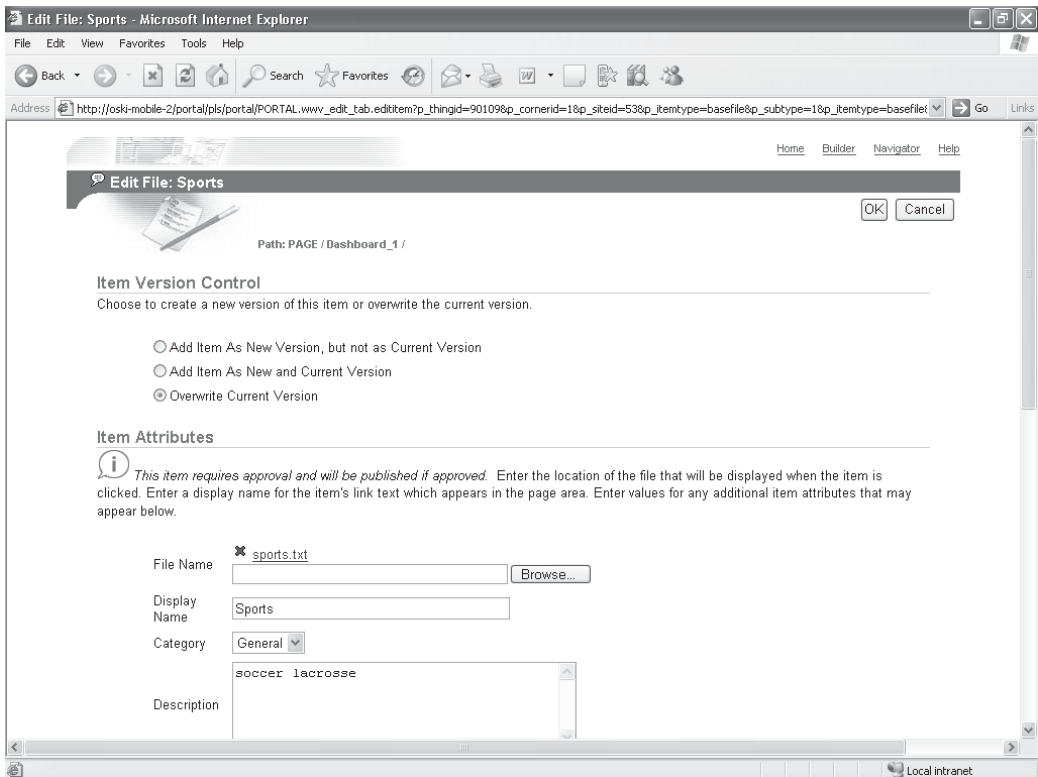 Edit File: Sports - Microsoft Internet Explorer
File Edit View Favorites Tools Help
Back Search Favorites
Address http://oski-mobile-2/portal/pls/portal/PORTAL.wwv_edit_tab.edititem?p_thingid=90109&p_cornerid=1&p_siteid=53&p_itemtype=basefile&p_subtype=1&p_itemtype=basefile& Go Links
Home Builder Navigator Help
Edit File: Sports
OK Cancel
Path: PAGE / Dashboard_1 /
Item Version Control
Choose to create a new version of this item or overwrite the current version.
Add Item As New Version, but not as Current Version
Add Item As New and Current Version
Overwrite Current Version
Item Attributes
This item requires approval and will be published if approved. Enter the location of the file that will be displayed when the item is
clicked. Enter a display name for the item's link text which appears in the page area. Enter values for any additional item attributes that may
appear below.
sports.txt
File Name Browse...
Display
Name Sports
Category General
soccer lacrosse
Description
Local intranet